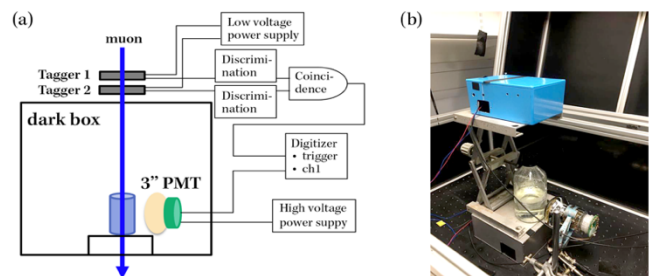 (a)
muon
Low voltage
power supply
Tagger 1
Tagger 2
Discrimi-
nation
Discrimi-
nation
Coinci-
dence
dark box
3” PMT
Digitizer
• trigger
• ch1
High voltage
power suppy
(b)